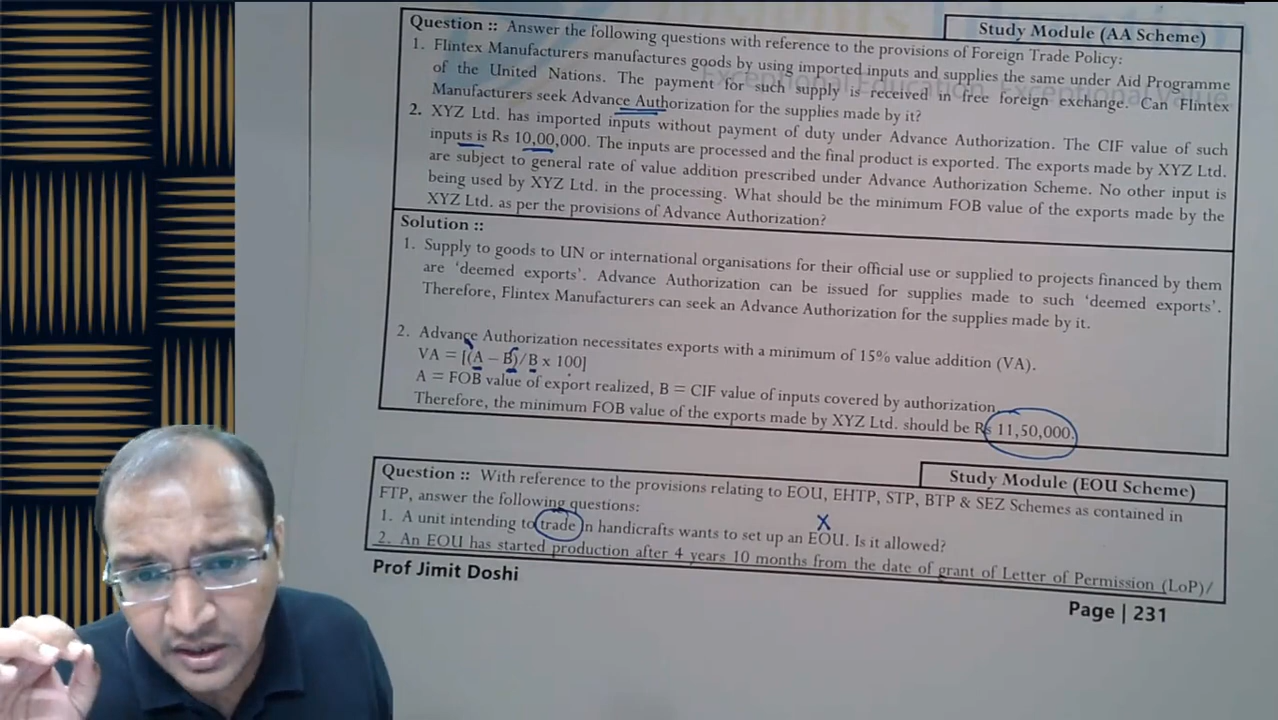 Study Module (AA Scheme)
Question :: Answer the following questions with reference to the provisions of Foreign Trade Policy:
1. Flintex Manufacturers manufactures goods by using imported inputs and supplies the same under Aid Programme
of the United Nations. The payment for such supply is received in free foreign exchange. Can Flintex
Manufacturers seek Advance Authorization for the supplies made by it?
2. XYZ Ltd. has imported inputs without payment of duty under Advance Authorization. The CIF value of such
inputs is Rs 10,00,000. The inputs are processed and the final product is exported. The exports made by XYZ Ltd.
are subject to general rate of value addition prescribed under Advance Authorization Scheme. No other input is
being used by XYZ Ltd. in the processing. What should be the minimum FOB value of the exports made by the
XYZ Ltd. as per the provisions of Advance Authorization?
Exceptional Education, Exceptional Value
Solution ::
1. Supply to goods to UN or international organisations for their official use or supplied to projects financed by them
are ‘deemed exports’. Advance Authorization can be issued for supplies made to such ‘deemed exports’.
Therefore, Flintex Manufacturers can seek an Advance Authorization for the supplies made by it.
2. Advance Authorization necessitates exports with a minimum of 15% value addition (VA).
VA = [(A – B)/B x 100]
A = FOB value of export realized, B = CIF value of inputs covered by authorization
Therefore, the minimum FOB value of the exports made by XYZ Ltd. should be Rs 11,50,000.
Study Module (EOU Scheme)
Question :: With reference to the provisions relating to EOU, EHTP, STP, BTP & SEZ Schemes as contained in
FTP, answer the following questions:
1. A unit intending to trade in handicrafts wants to set up an EOU. Is it allowed?
X
2. An EOU has started production after 4 years 10 months from the date of grant of Letter of Permission (LoP)/
Prof Jimit Doshi
Page | 231